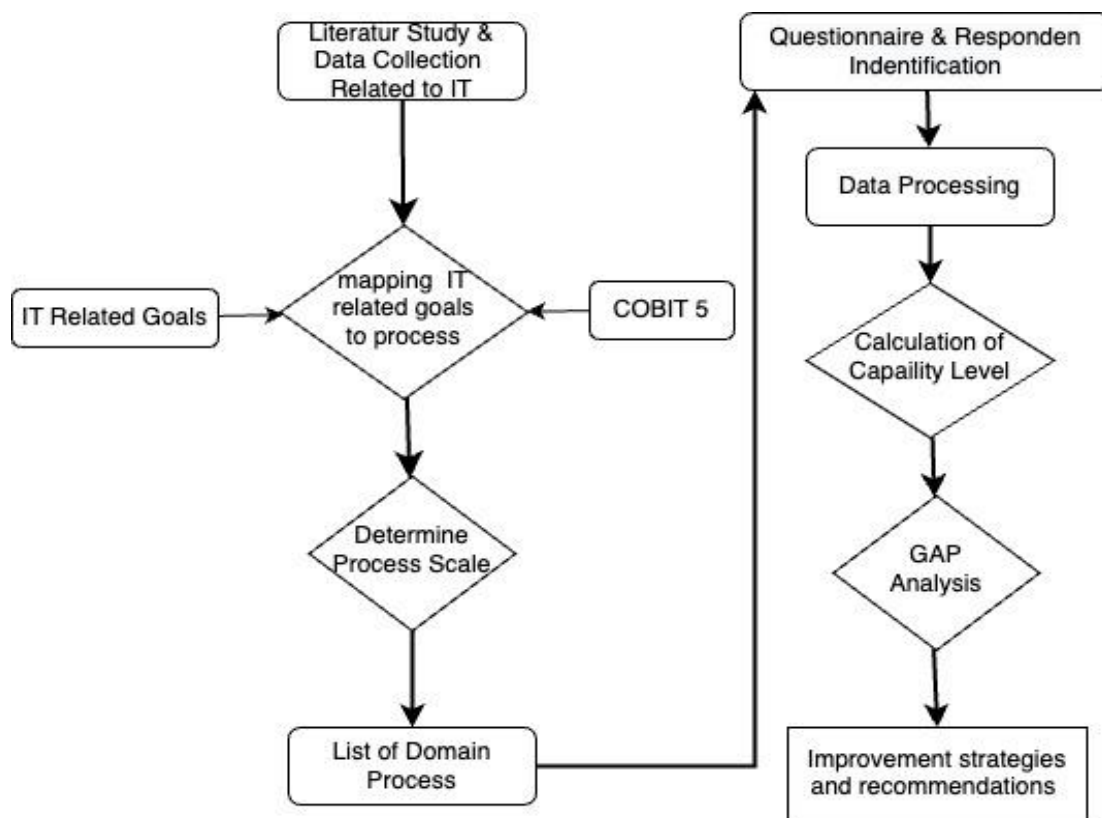 Literatur Study &
Data Collection
Related to IT
mapping IT
related goals
to process
IT Related Goals
COBIT 5
Determine
Process Scale
List of Domain
Process
Questionnaire & Responden
Indentification
Data Processing
Calculation of
Capaility Level
GAP
Analysis
Improvement strategies
and recommendations